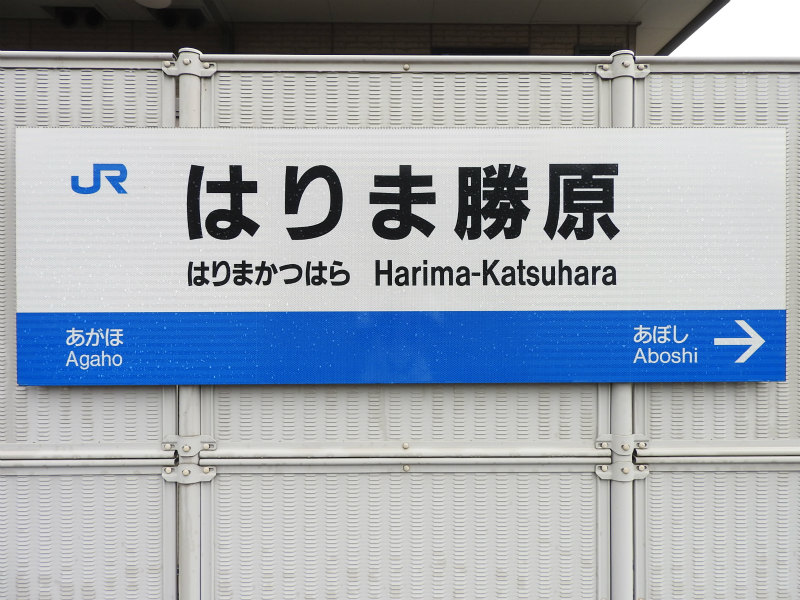 JR
はりま勝原
はりまかつはら Harima-Katsuhara
あがほ
Agaho
あぼし
Aboshi